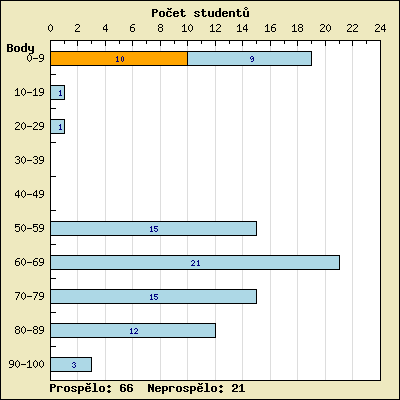 Počet studentů
0 2 4 6 8 10 12 14 16 18 20 22 24
Body
0-9 10 9
10-19 1
20-29 1
30-39
40-49
50-59 15
60-69 21
70-79 15
80-89 12
90-100 3
Prospělo: 66 Neprospělo: 21